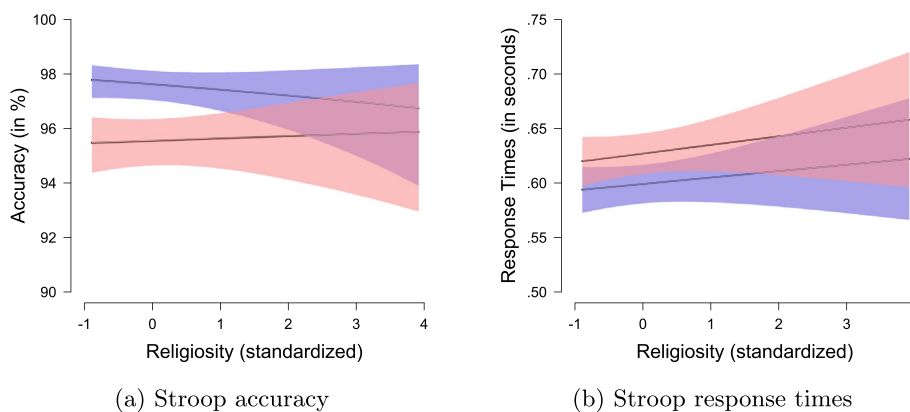 100
98
96
94
92
90
Accuracy (in %)
-1 0 1 2 3 4
Religiosity (standardized)
(a) Stroop accuracy
.75
.70
.65
.60
.55
.50
Response Times (in seconds)
-1 0 1 2 3
Religiosity (standardized)
(b) Stroop response times